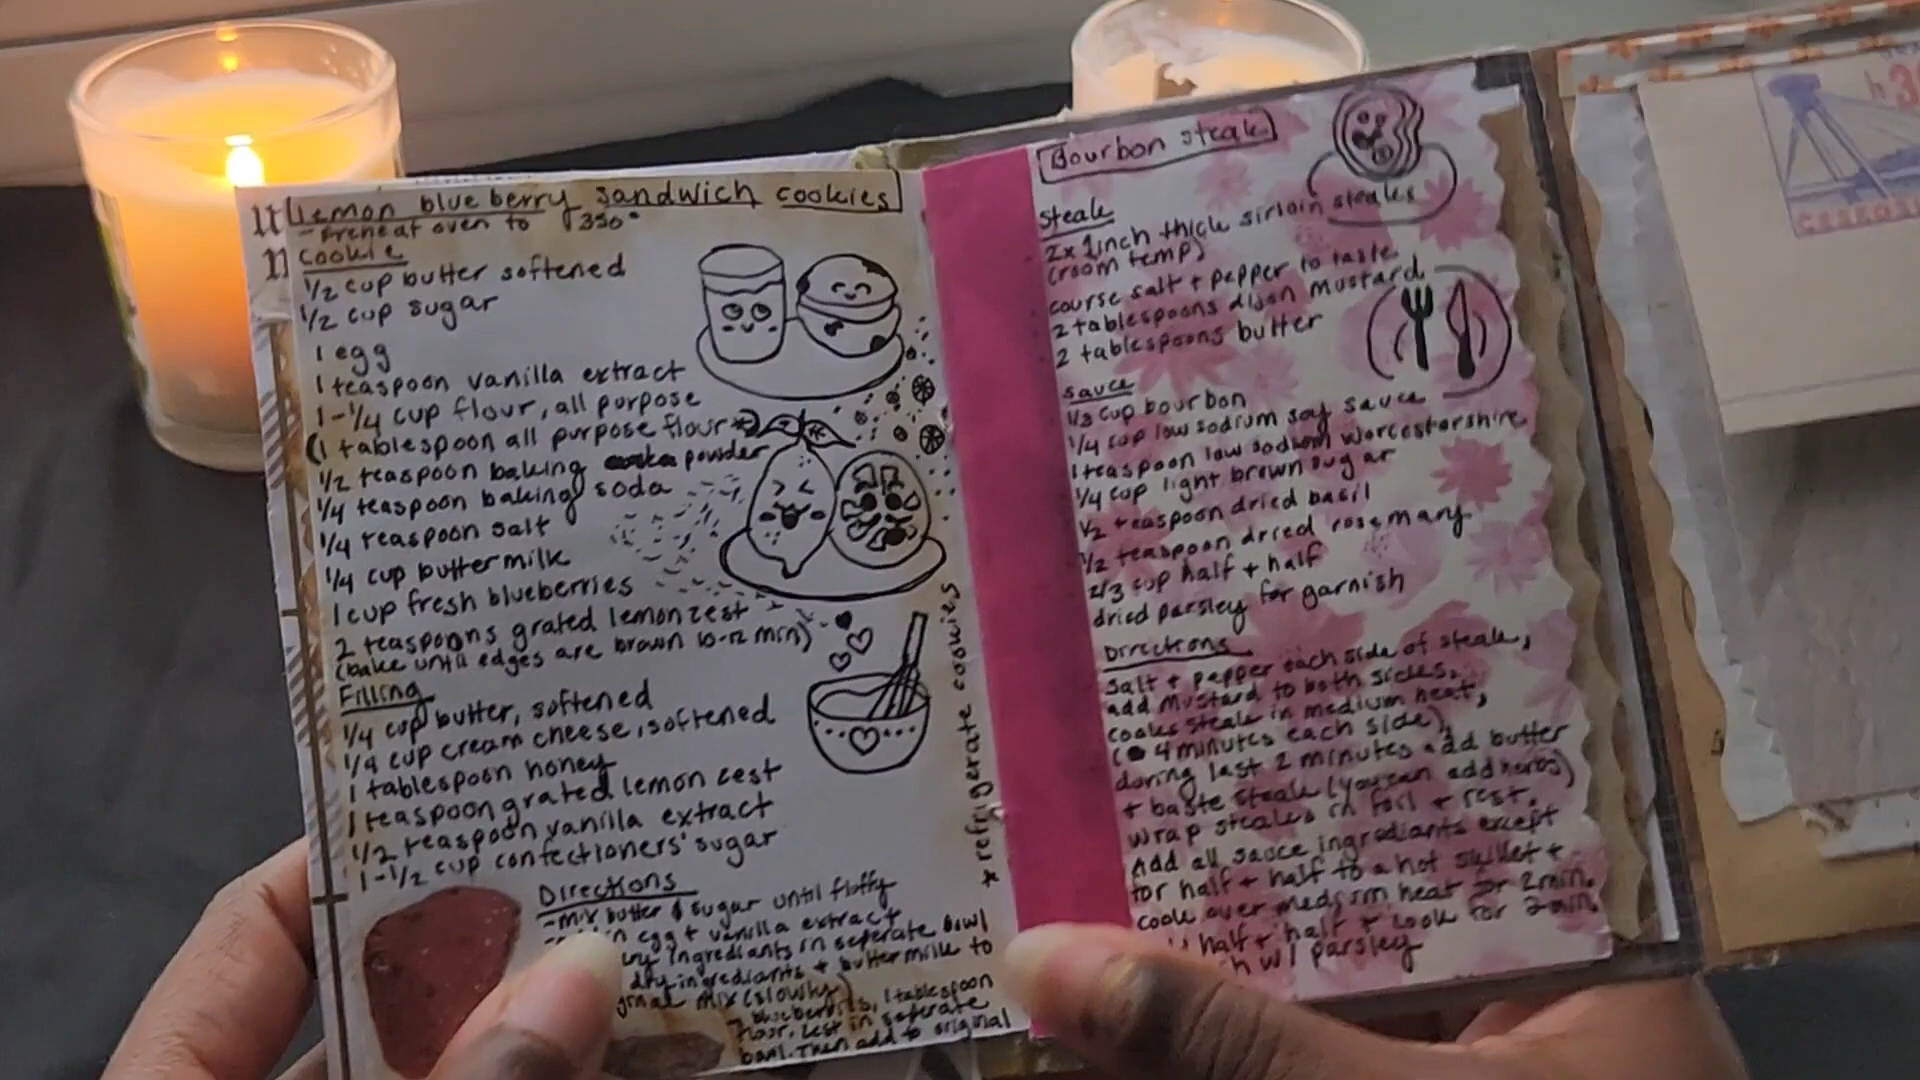 lemon blueberry sandwich cookies
- Preheat oven to 350°
Cookie
1/2 cup butter softened
1/2 cup sugar
1 egg
1 teaspoon vanilla extract
1-1/4 cup flour, all purpose
(1 tablespoon all purpose flour*)
1/2 teaspoon baking powder
1/4 teaspoon baking soda
1/4 teaspoon salt
1/4 cup buttermilk
1 cup fresh blueberries
2 teaspoons grated lemon zest
(bake until edges are brown 10-12 min)
Filling
1/4 cup butter, softened
1/4 cup cream cheese, softened
1 tablespoon honey
1 teaspoon grated lemon zest
1/2 teaspoon vanilla extract
1-1/2 cup confectioners' sugar
Directions
-mix butter & sugar until fluffy
in egg + vanilla extract
ingrediants in seperate bowl
dry ingrediants + buttermilk to
mix (slowly)
- blueberries, 1 tablespoon
flour, zest in seperate
bowl. Then add to original
* refrigerate cookies
Bourbon steak
Steak
2x 1inch thick sirloin steaks
(room temp)
course salt + pepper to taste
2 tablespoons dijon mustard
2 tablespoons butter
sauce
1/3 cup bourbon
1/4 cup low sodium soy sauce
1 teaspoon low sodium worcestorshire
1/4 cup light brown sugar
1/2 teaspoon dried basil
1/2 teaspoon dried rosemary
2/3 cup half + half
dried parsley for garnish
Directions
Salt + pepper each side of steak,
add mustard to both sides.
cooks steak in medium heat,
(4 minutes each side)
during last 2 minutes add butter
+ baste steak (you can add herbs)
wrap steaks in foil + rest.
Add all sauce ingrediants except
for half + half to a hot skillet +
cook over medium heat for 2min.
half + half + cook for 2min.
w/ parsley